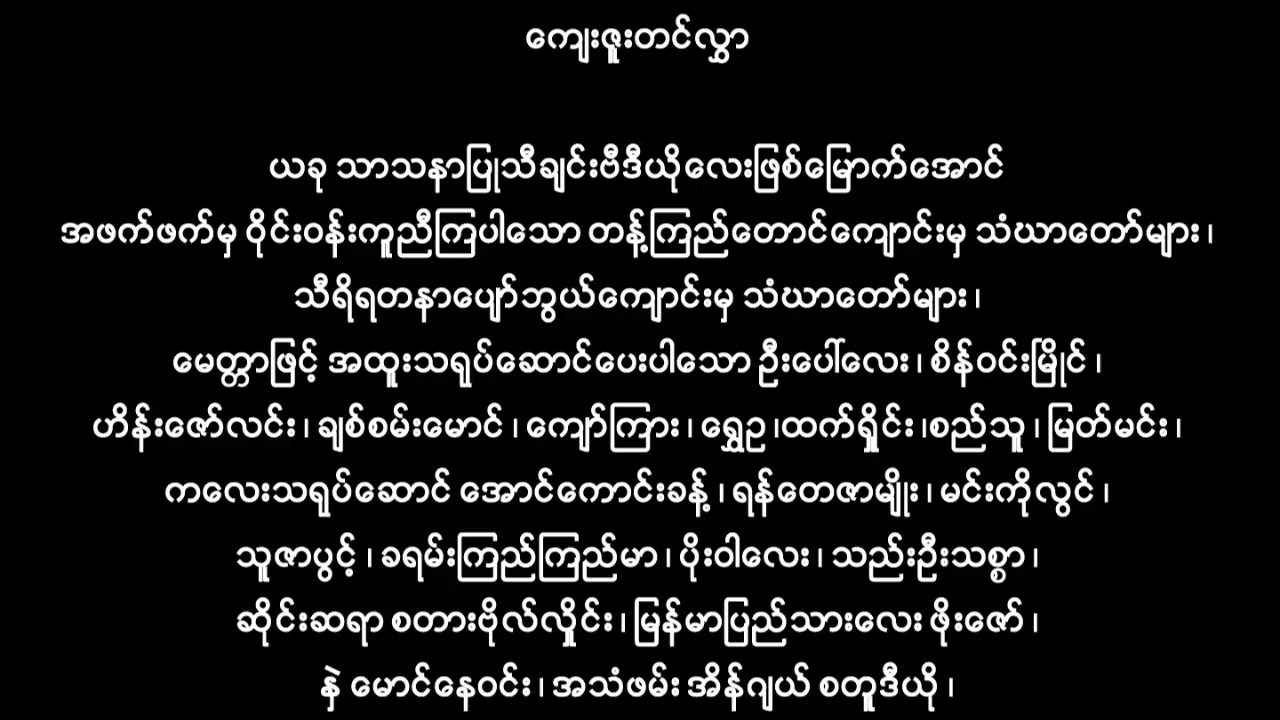 ကျေးဇူးတင်လွှာ
ယခု သာသနာပြုသီချင်းဗီဒီယိုလေးဖြစ်မြောက်အောင်
အဖက်ဖက်မှ ဝိုင်းဝန်းကူညီကြပါသော တန့်ကြည်တောင်ကျောင်းမှ သံဃာတော်များ ၊
သီရိရတနာပျော်ဘွယ်ကျောင်းမှ သံဃာတော်များ ၊
မေတ္တာဖြင့် အထူးသရုပ်ဆောင်ပေးပါသော ဦးပေါ်လေး ၊ စိန်ဝင်းမြိုင် ၊
ဟိန်းဇော်လင်း ၊ ချစ်စမ်းမောင် ၊ ကျော်ကြား ၊ ရွှေဥ ၊ထက်ရှိုင်း ၊စည်သူ ၊ မြတ်မင်း ၊
ကလေးသရုပ်ဆောင် အောင်ကောင်းခန့် ၊ ရန်တေဇာမျိုး ၊ မင်းကိုလွင် ၊
သူဇာပွင့် ၊ ခရမ်းကြည်ကြည်မာ ၊ ပိုးဝါလေး ၊ သည်းဦးသစ္စာ ၊
ဆိုင်းဆရာ စတားဗိုလ်လှိုင်း ၊ မြန်မာပြည်သားလေး ဖိုးဇော် ၊
နှဲ မောင်နေဝင်း ၊ အသံဖမ်း အိန်ဂျယ် စတူဒီယို ၊